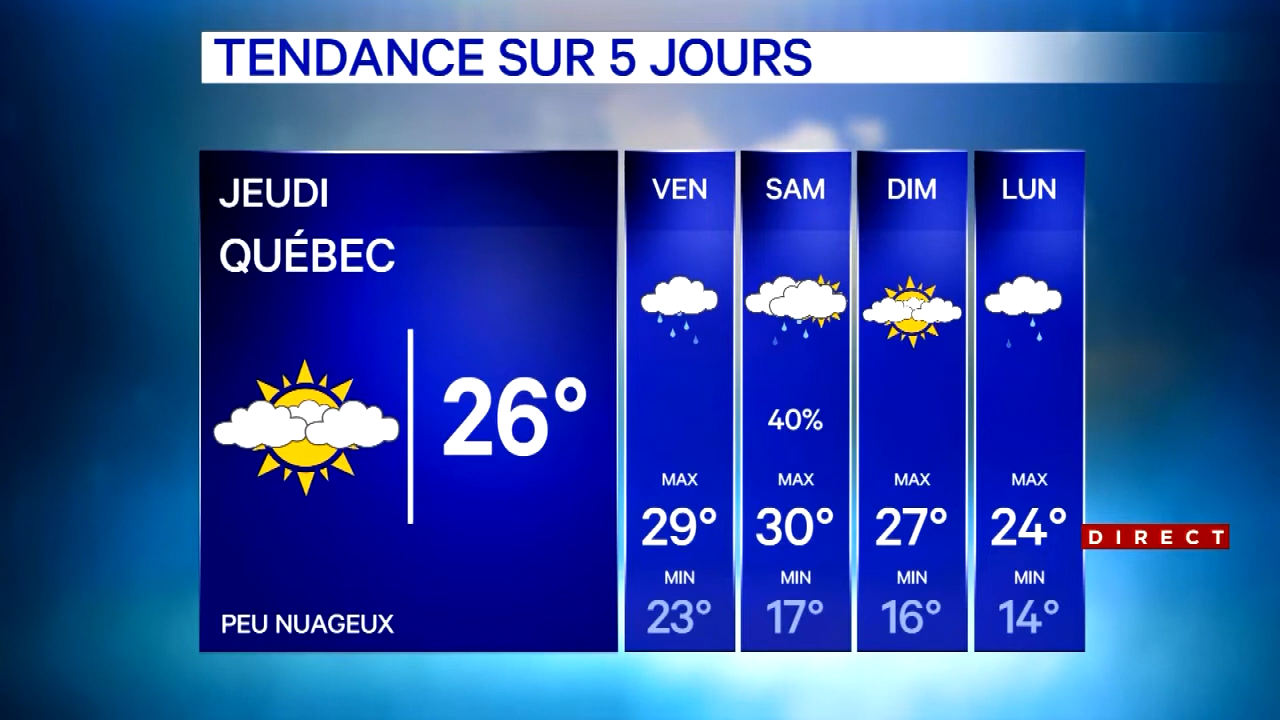 TENDANCE SUR 5 JOURS
JEUDI
QUÉBEC
26°
PEU NUAGEUX
VEN
MAX
29°
MIN
23°
SAM
40%
MAX
30°
MIN
17°
DIM
MAX
27°
MIN
16°
LUN
MAX
24°
MIN
14°
DIRECT